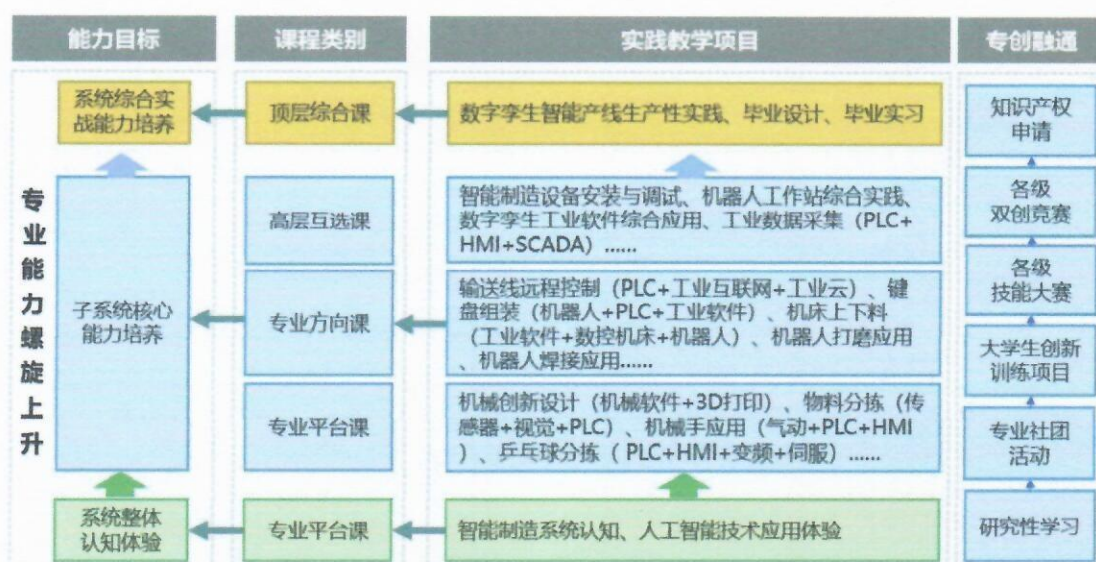 能力目标
课程类别
实践教学项目
专创融通
专业能力螺旋上升
系统综合实
战能力培养
顶层综合课
数字孪生智能产线生产性实践、毕业设计、毕业实习
知识产权
申请
子系统核心
能力培养
高层互选课
智能制造设备安装与调试、机器人工作站综合实践、
数字孪生工业软件综合应用、工业数据采集（PLC+
HMI+SCADA）……
各级
双创竞赛
专业方向课
输送线远程控制（PLC+工业互联网+工业云）、键
盘组装（机器人+PLC+工业软件）、机床上下料
（工业软件+数控机床+机器人）、机器人打磨应用
、机器人焊接应用……
各级
技能大赛
大学生创新
训练项目
专业平台课
机械创新设计（机械软件+3D打印）、物料分拣（传
感器+视觉+PLC）、机械手应用（气动+PLC+HMI
）、乒乓球分拣（ PLC+HMI+变频+伺服）……
专业社团
活动
系统整体
认知体验
专业平台课
智能制造系统认知、人工智能技术应用体验
研究性学习